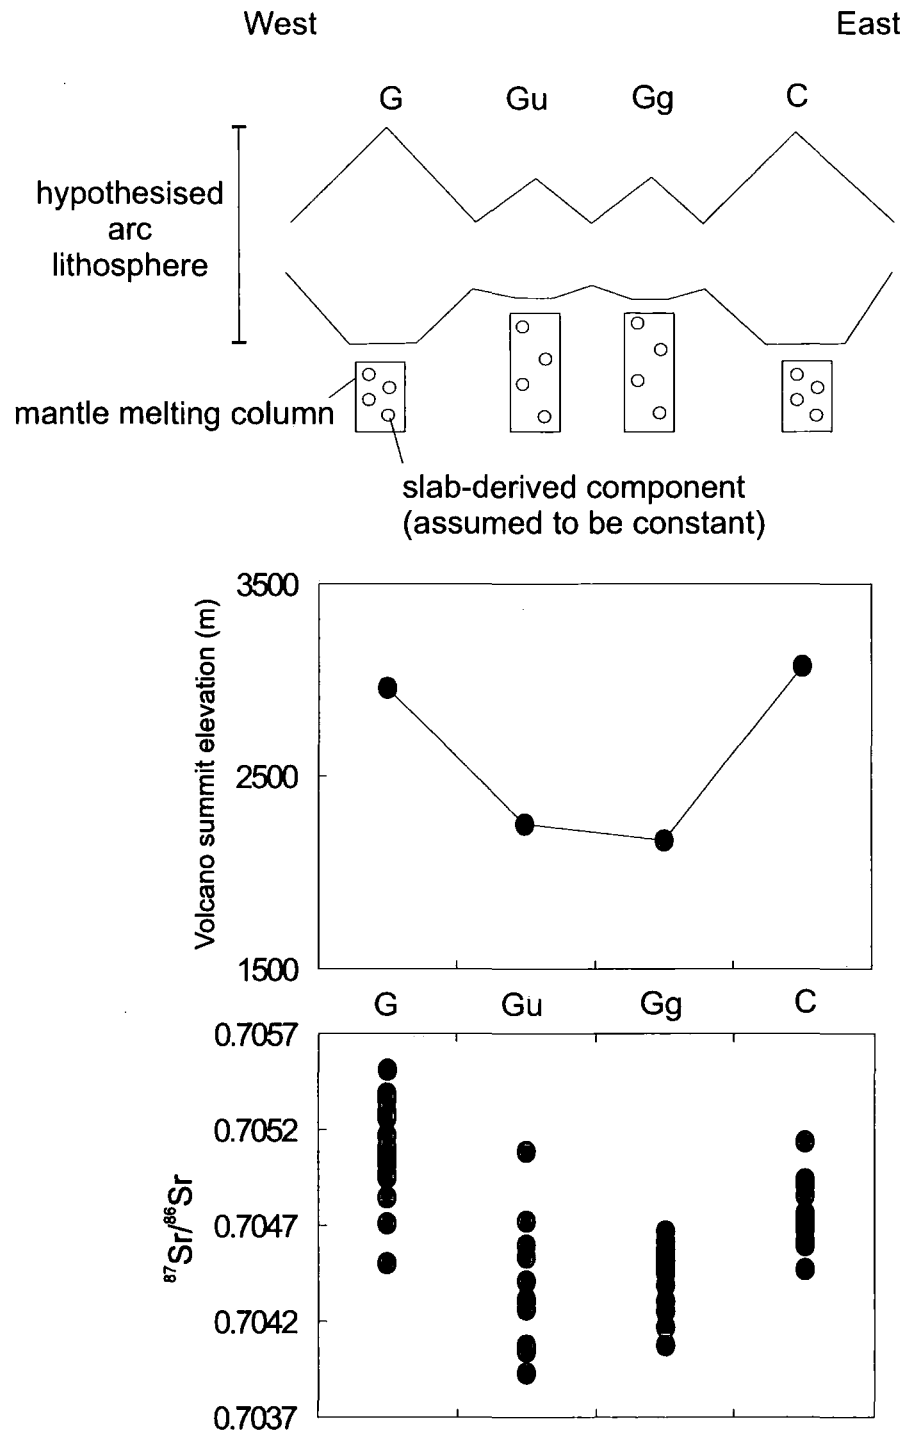 West East
G Gu Gg C
hypothesised
arc
lithosphere
mantle melting column
slab-derived component
(assumed to be constant)
Volcano summit elevation (m)
3500
2500
1500
G Gu Gg C
⁸⁷Sr/⁸⁶Sr
0.7057
0.7052
0.7047
0.7042
0.7037